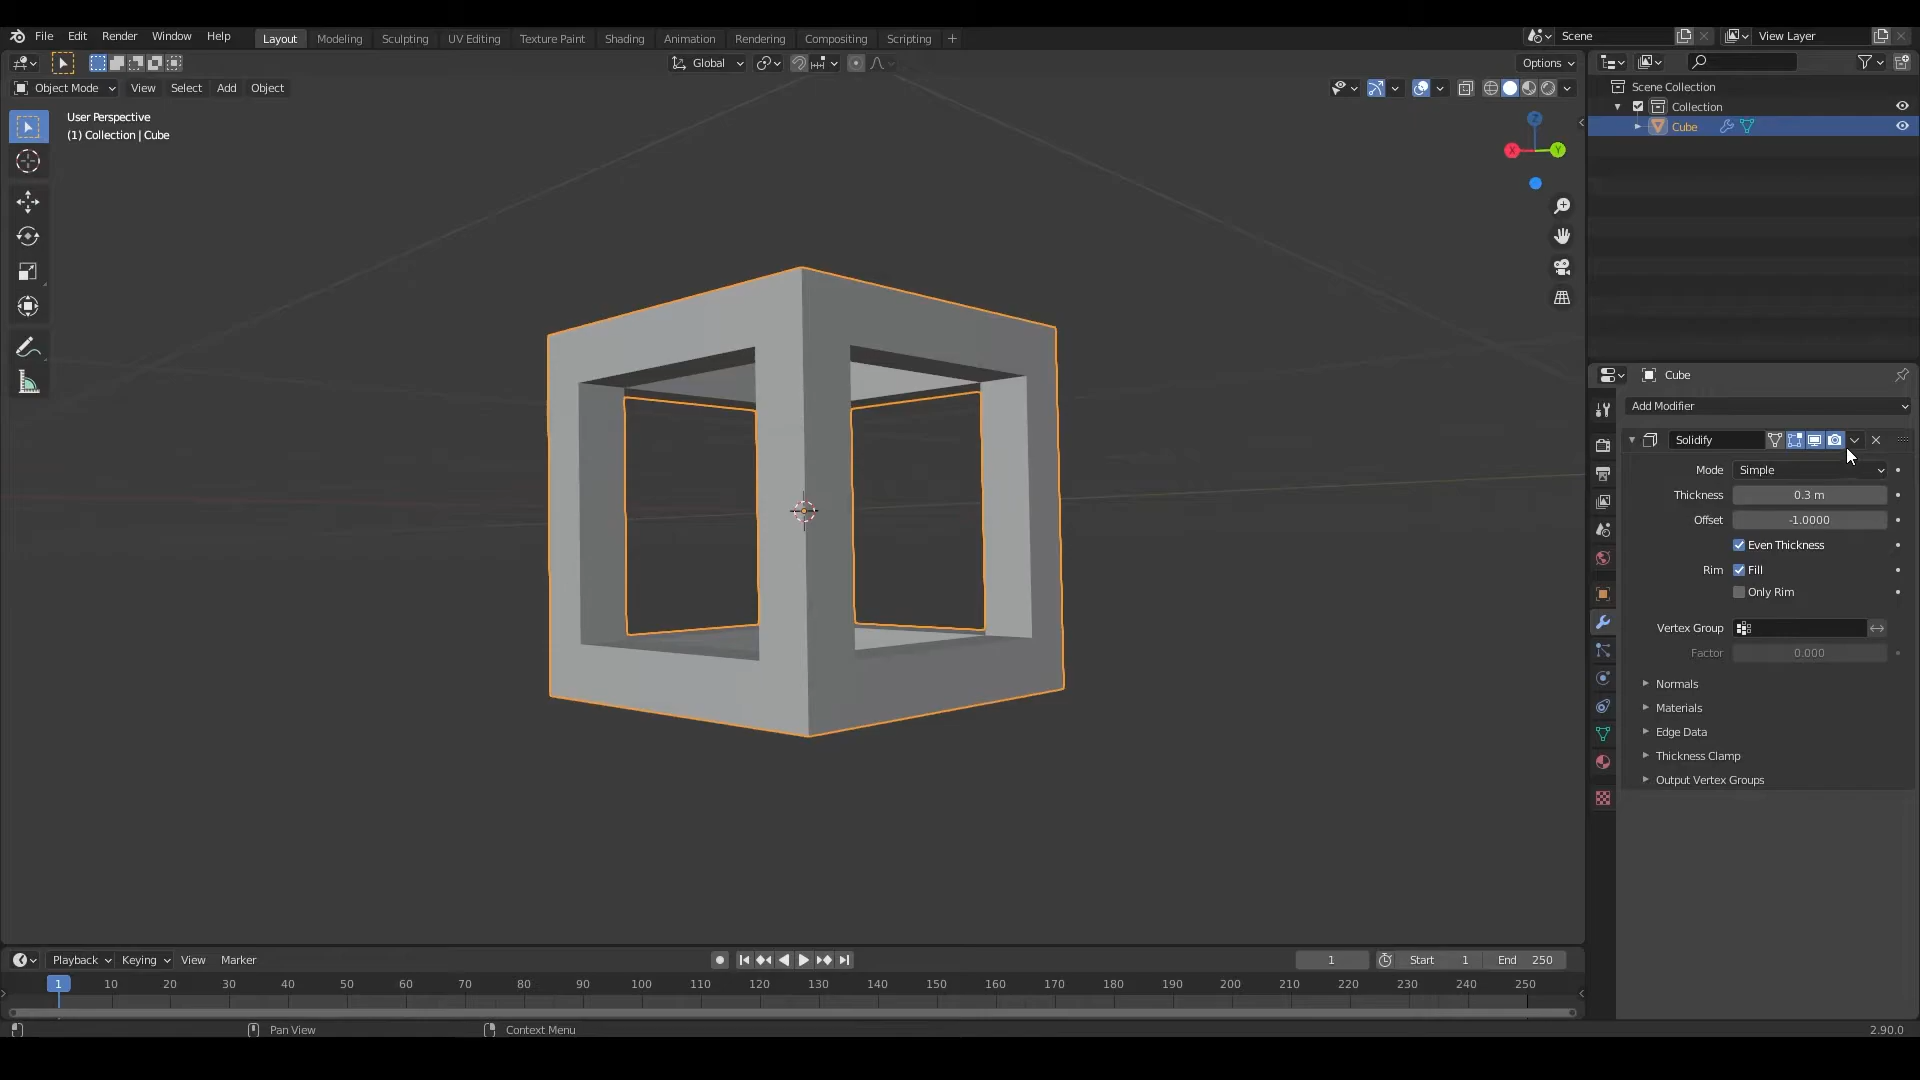 File Edit Render Window Help Layout Modeling Sculpting UV Editing Texture Paint Shading Animation Rendering Compositing Scripting + Scene View Layer
Global Options
Object Mode View Select Add Object
User Perspective
(1) Collection | Cube
Z
X Y
Scene Collection
Collection
Cube
Cube
Add Modifier
Solidify
Mode Simple
Thickness 0.3 m
Offset -1.0000
Even Thickness
Rim Fill
Only Rim
Vertex Group
Factor 0.000
Normals
Materials
Edge Data
Thickness Clamp
Output Vertex Groups
Playback Keying View Marker 1 Start 1 End 250
1 10 20 30 40 50 60 70 80 90 100 110 120 130 140 150 160 170 180 190 200 210 220 230 240 250
Pan View Context Menu 2.90.0